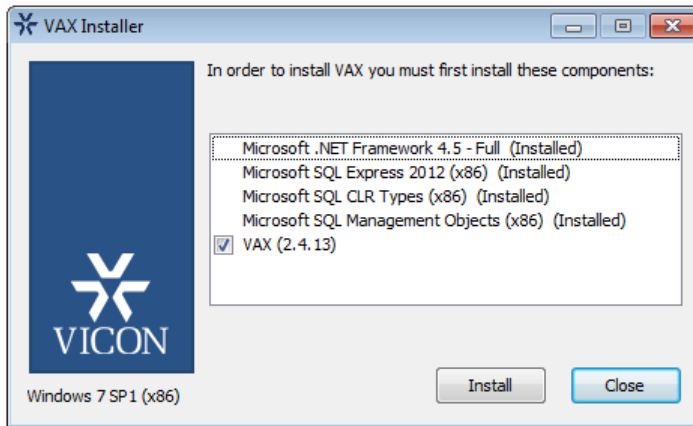 VAX Installer
In order to install VAX you must first install these components:
Microsoft .NET Framework 4.5 - Full (Installed)
Microsoft SQL Express 2012 (x86) (Installed)
Microsoft SQL CLR Types (x86) (Installed)
Microsoft SQL Management Objects (x86) (Installed)
VAX (2.4.13)
VICON
Windows 7 SP1 (x86)
Install
Close